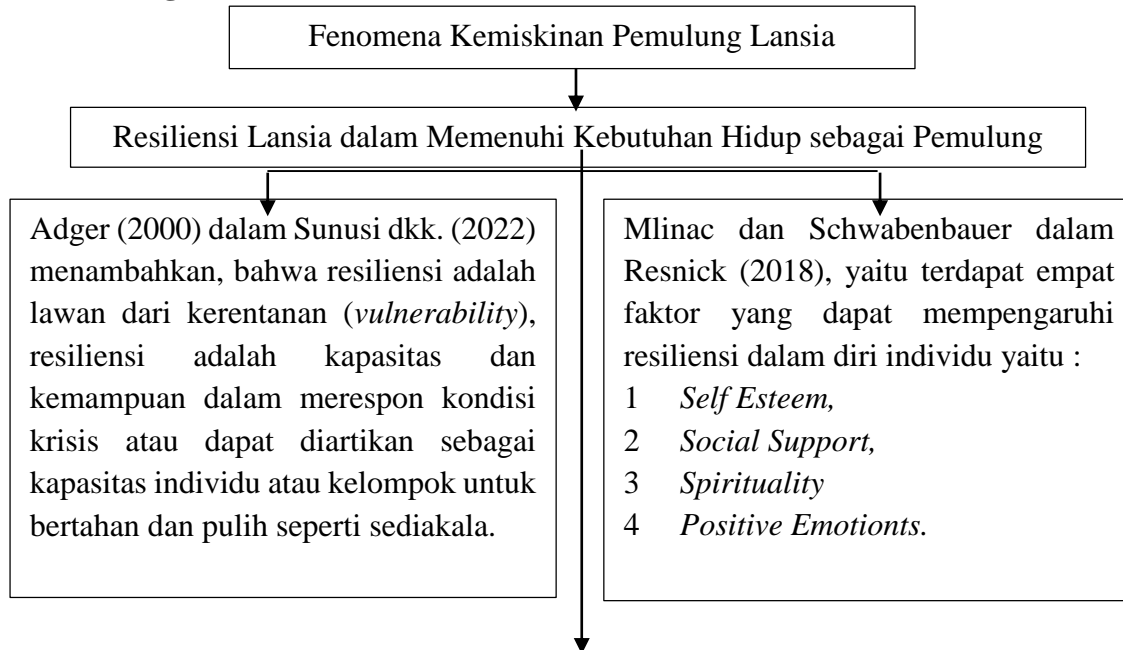 Fenomena Kemiskinan Pemulung Lansia
Resiliensi Lansia dalam Memenuhi Kebutuhan Hidup sebagai Pemulung
Adger (2000) dalam Sunusi dkk. (2022)
menambahkan, bahwa resiliensi adalah
lawan dari kerentanan (vulnerability),
resiliensi adalah kapasitas dan
kemampuan dalam merespon kondisi
krisis atau dapat diartikan sebagai
kapasitas individu atau kelompok untuk
bertahan dan pulih seperti sediakala.
Mlinac dan Schwabenbauer dalam
Resnick (2018), yaitu terdapat empat
faktor yang dapat mempengaruhi
resiliensi dalam diri individu yaitu :
1 Self Esteem,
2 Social Support,
3 Spirituality
4 Positive Emotionts.